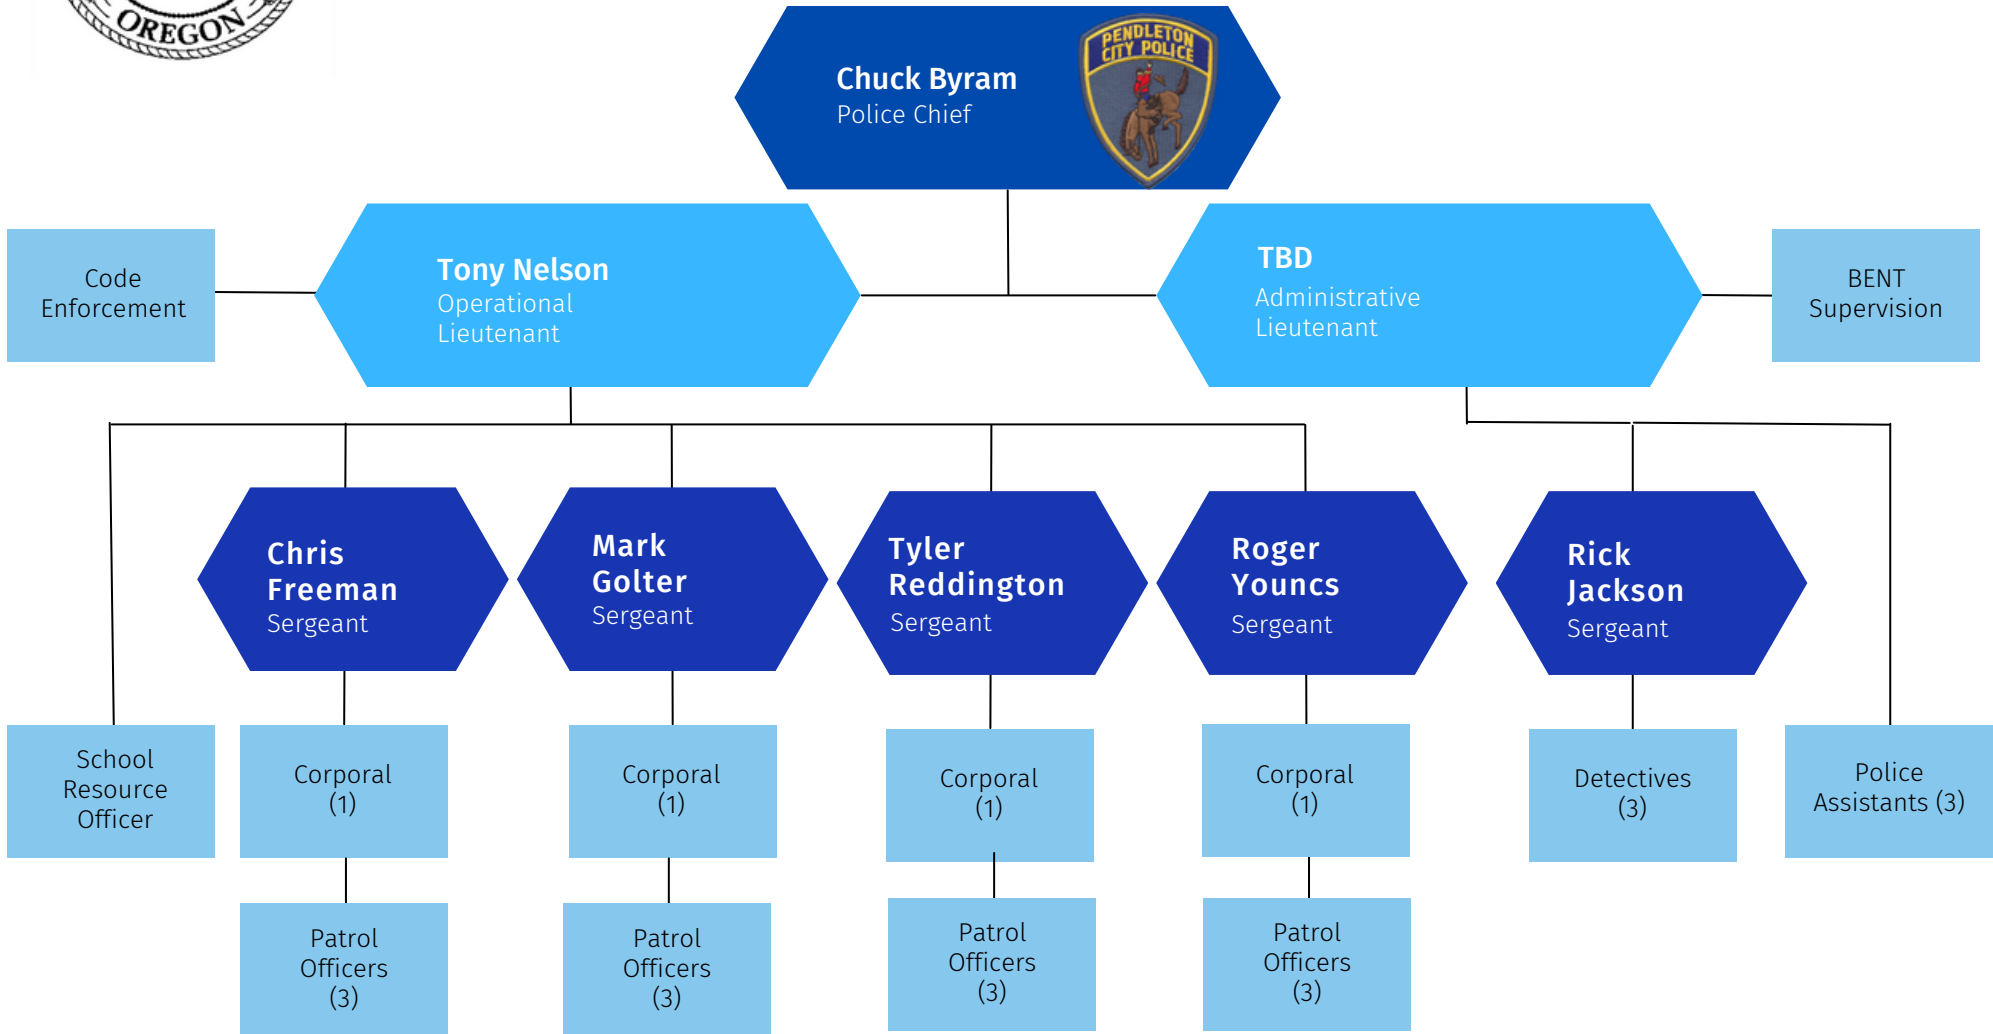 OREGON
PENDLETON
CITY POLICE
Chuck Byram
Police Chief
Code
Enforcement
Tony Nelson
Operational
Lieutenant
TBD
Administrative
Lieutenant
BENT
Supervision
Chris
Freeman
Sergeant
Mark
Golter
Sergeant
Tyler
Reddington
Sergeant
Roger
Youncs
Sergeant
Rick
Jackson
Sergeant
School
Resource
Officer
Corporal
(1)
Corporal
(1)
Corporal
(1)
Corporal
(1)
Detectives
(3)
Police
Assistants (3)
Patrol
Officers
(3)
Patrol
Officers
(3)
Patrol
Officers
(3)
Patrol
Officers
(3)